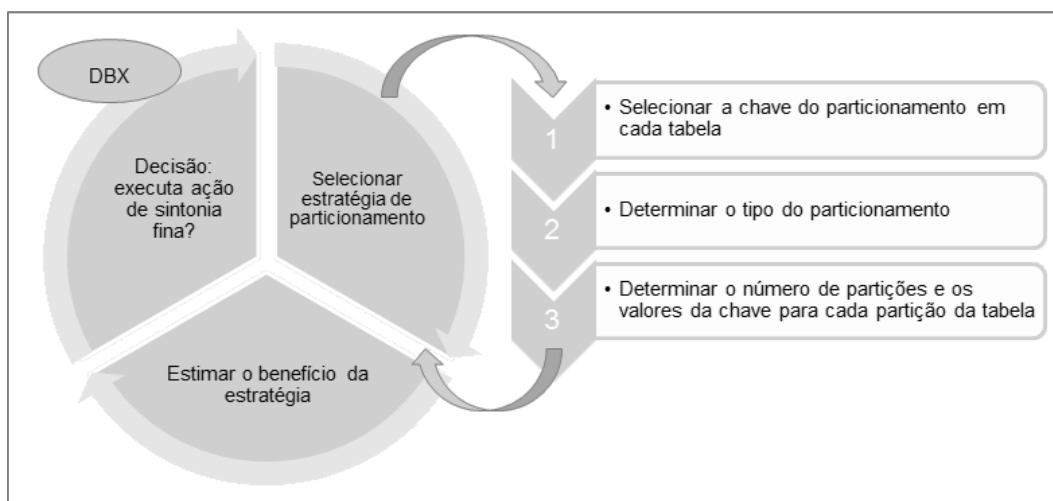 DBX
Decisão:
executa ação
de sintonia
fina?
Selecionar
estratégia de
particionamento
Estimar o benefício da
estratégia
1
• Selecionar a chave do particionamento em
cada tabela
2
• Determinar o tipo do particionamento
3
• Determinar o número de partições e os
valores da chave para cada partição da tabela